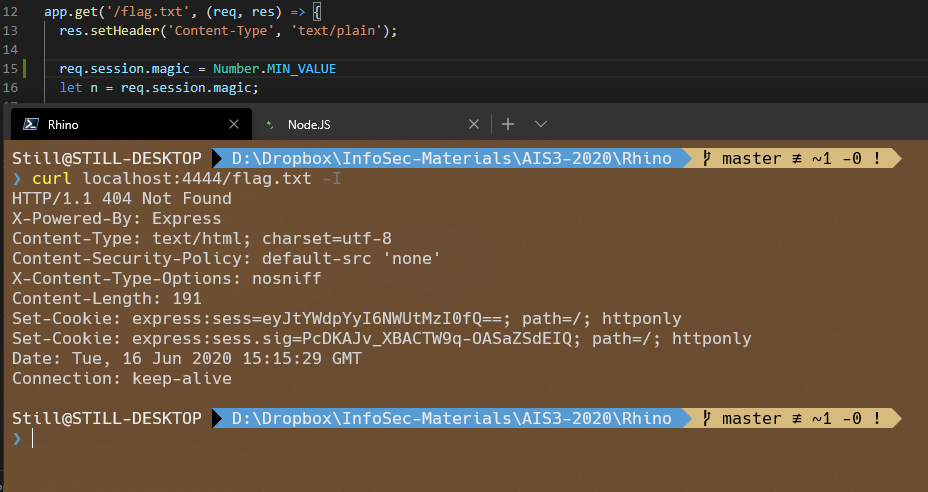 12 app.get('/flag.txt', (req, res) => {
13 res.setHeader('Content-Type', 'text/plain');
14
15 req.session.magic = Number.MIN_VALUE
16 let n = req.session.magic;
Rhino
Node.JS
Still@STILL-DESKTOP D:\Dropbox\InfoSec-Materials\AIS3-2020\Rhino master ≢ ~1 -0 !
❯ curl localhost:4444/flag.txt -I
HTTP/1.1 404 Not Found
X-Powered-By: Express
Content-Type: text/html; charset=utf-8
Content-Security-Policy: default-src 'none'
X-Content-Type-Options: nosniff
Content-Length: 191
Set-Cookie: express:sess=eyJtYWdpYyI6NWUtMzI0fQ==; path=/; httponly
Set-Cookie: express:sess.sig=PcDKAJv_XBACTW9q-OASaZSdEIQ; path=/; httponly
Date: Tue, 16 Jun 2020 15:15:29 GMT
Connection: keep-alive
Still@STILL-DESKTOP D:\Dropbox\InfoSec-Materials\AIS3-2020\Rhino master ≢ ~1 -0 !
❯